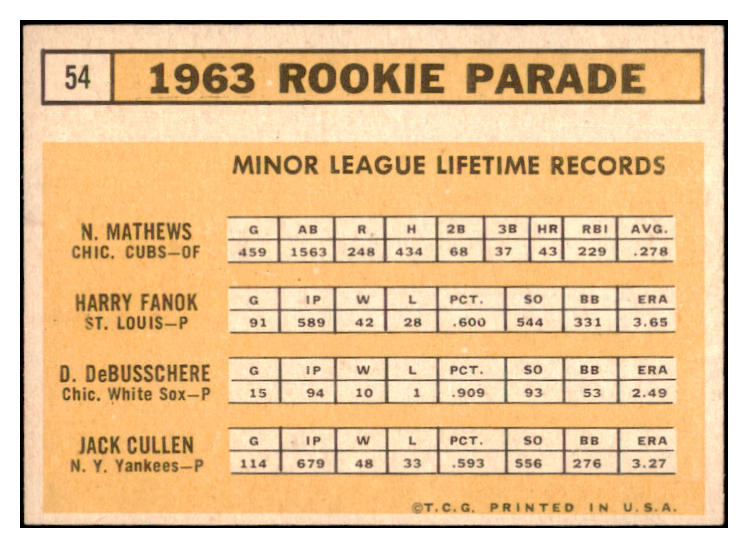 54 1963 ROOKIE PARADE
MINOR LEAGUE LIFETIME RECORDS
N. MATHEWS G AB R H 2B 3B HR RBI AVG.
CHIC. CUBS—OF 459 1563 248 434 68 37 43 229 .278
HARRY FANOK G IP W L PCT. SO BB ERA
ST. LOUIS—P 91 589 42 28 .600 544 331 3.65
D. DeBUSSCHERE G IP W L PCT. SO BB ERA
Chic. White Sox—P 15 94 10 1 .909 93 53 2.49
JACK CULLEN G IP W L PCT. SO BB ERA
N. Y. Yankees—P 114 679 48 33 .593 556 276 3.27
©T.C.G. PRINTED IN U.S.A.